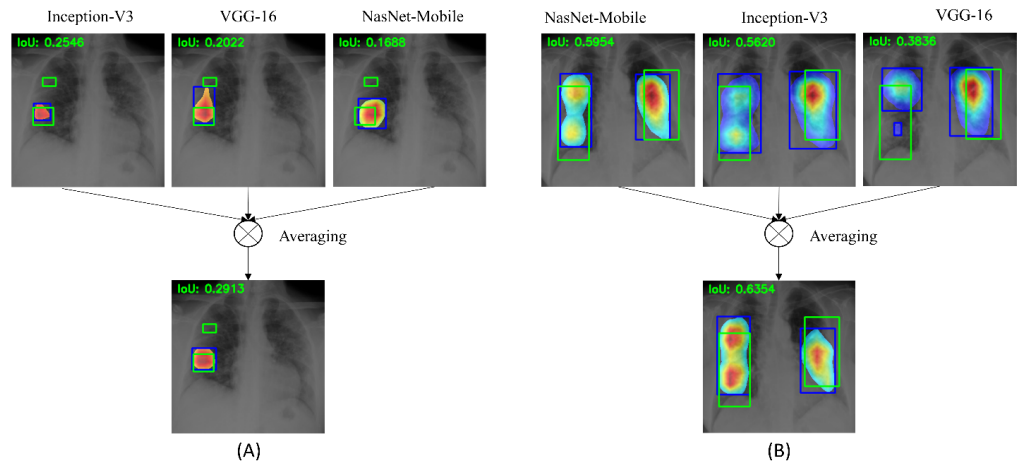 Inception-V3
VGG-16
NasNet-Mobile
IoU: 0.2546
IoU: 0.2022
IoU: 0.1688
Averaging
IoU: 0.2913
(A)
NasNet-Mobile
Inception-V3
VGG-16
IoU: 0.5954
IoU: 0.5620
IoU: 0.3836
Averaging
IoU: 0.6354
(B)